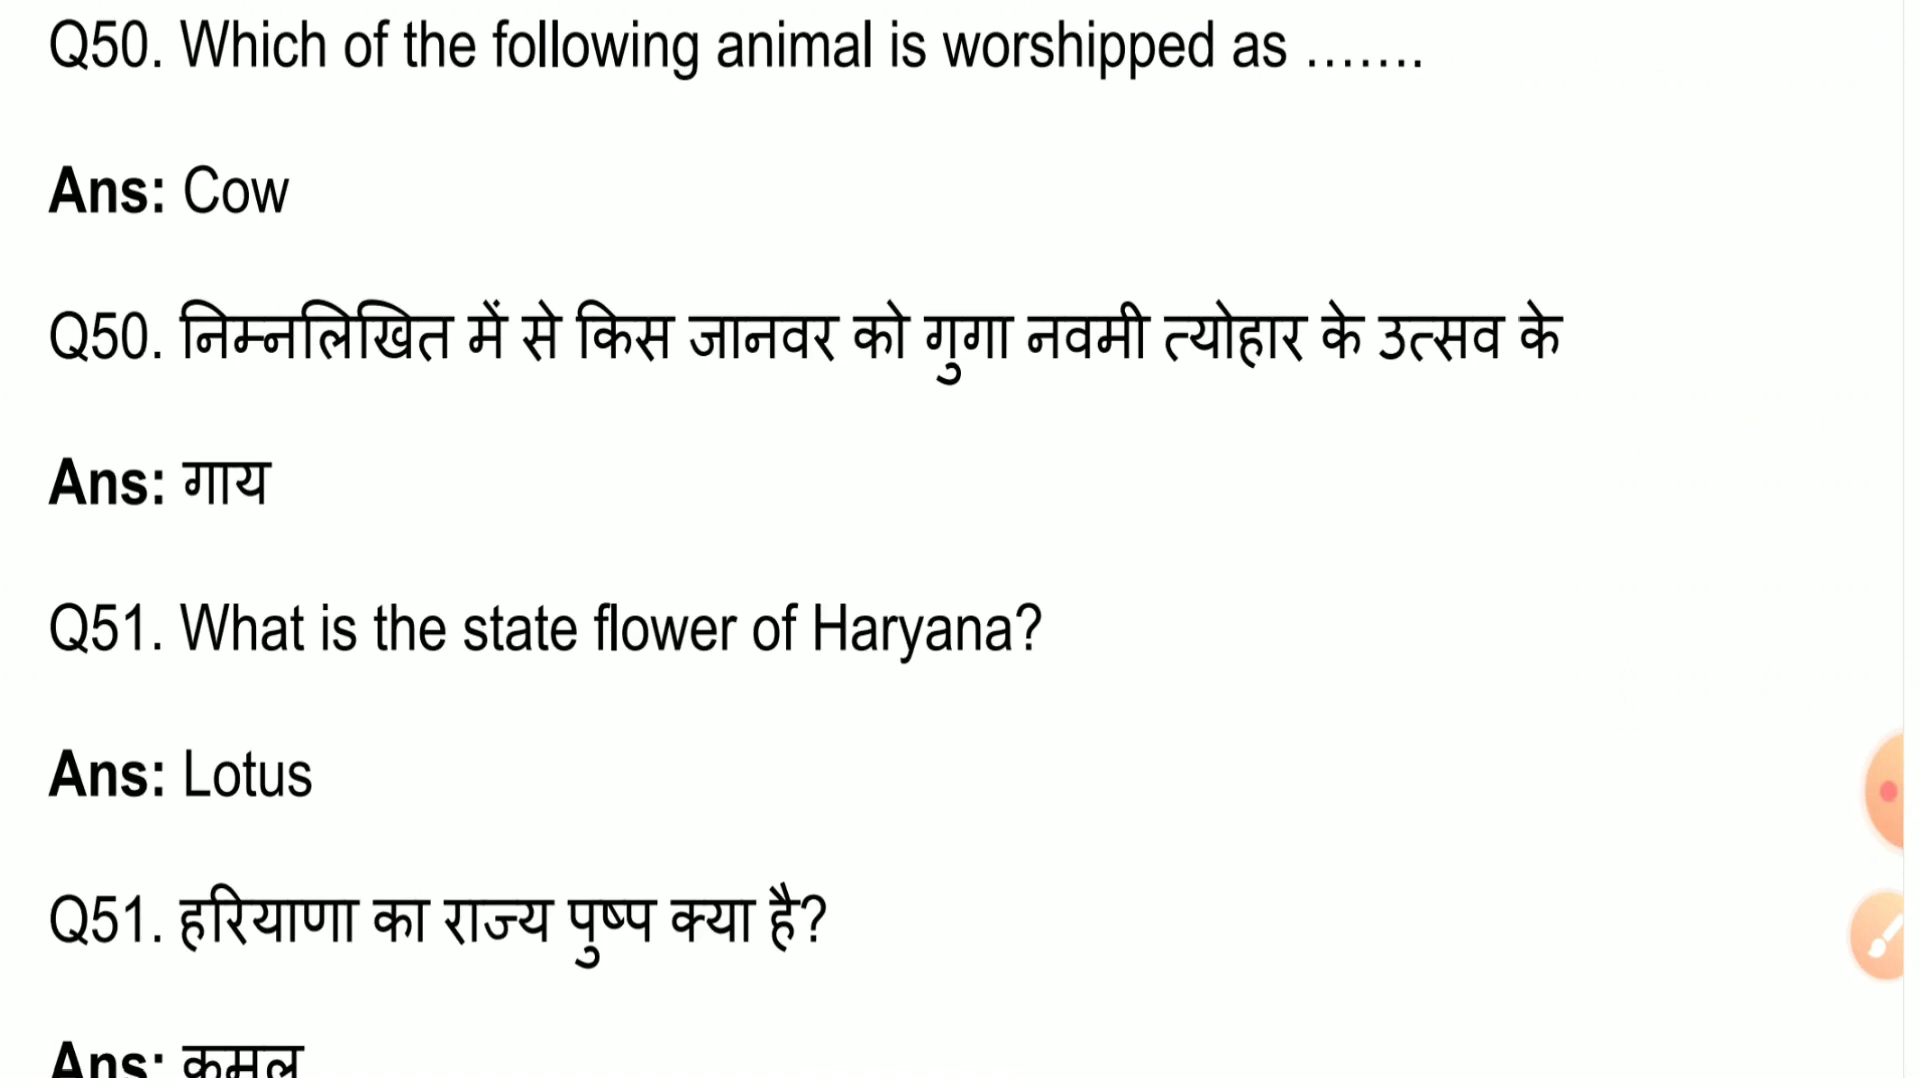 Q50. Which of the following animal is worshipped as .......
Ans: Cow
Q50. निम्नलिखित में से किस जानवर को गुगा नवमी त्योहार के उत्सव के
Ans: गाय
Q51. What is the state flower of Haryana?
Ans: Lotus
Q51. हरियाणा का राज्य पुष्प क्या है?
Ans: कमल